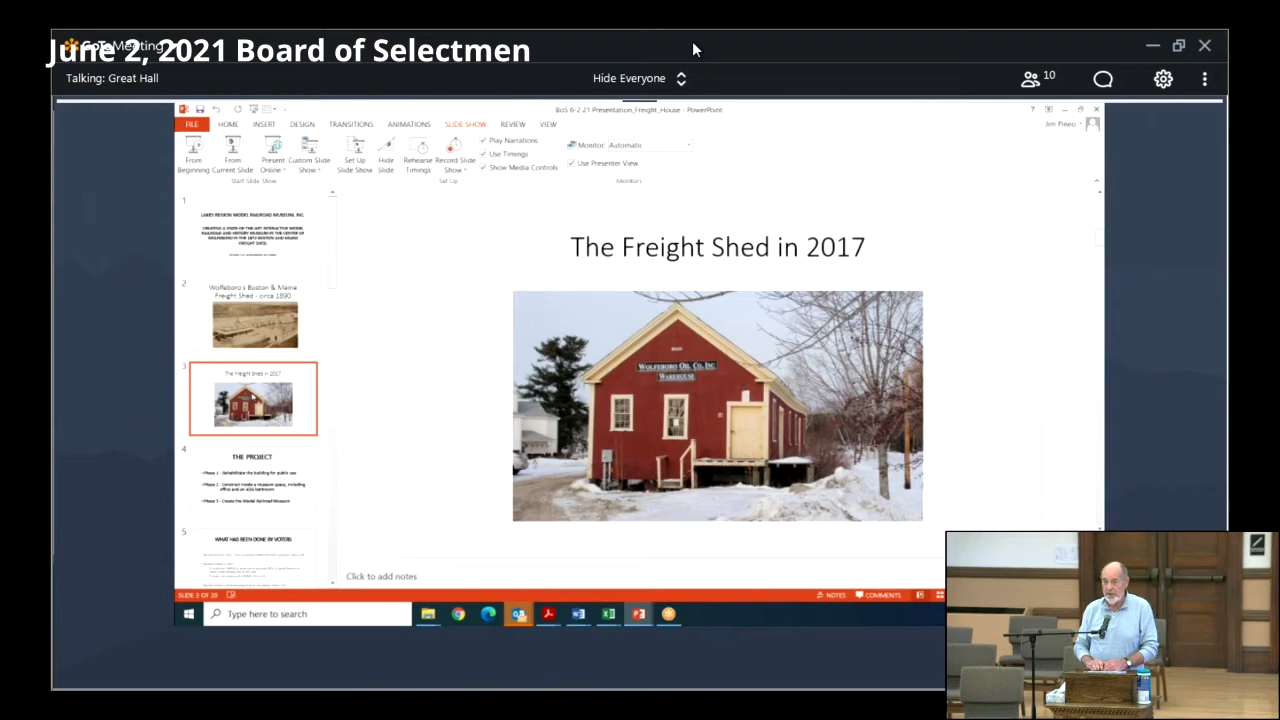 June 2, 2021 Board of Selectmen
Talking: Great Hall
Hide Everyone
10
BoS 6-2 21 Presentation_Freight_House - PowerPoint
FILE HOME INSERT DESIGN TRANSITIONS ANIMATIONS SLIDE SHOW REVIEW VIEW
Jim Pineo
From Beginning
From Current Slide
Present Online
Custom Slide Show
Set Up Slide Show
Hide Slide
Rehearse Timings
Record Slide Show
Play Narrations
Use Timings
Show Media Controls
Monitor: Automatic
Use Presenter View
Start Slide Show
Set Up
Monitors
1
LAKES REGION MODEL RAILROAD MUSEUM, INC.
2
Wolfeboro's Boston & Maine
Freight Shed - circa 1890
3
The Freight Shed in 2017
4
THE PROJECT
Phase 1 - Rehabilitate the building for public use
Phase 2 - Construct inside a museum space, including
office and an ADA bathroom
Phase 3 - Create the Model Railroad Museum
5
WHAT HAS BEEN DONE BY VOTERS
The Freight Shed in 2017
WOLFEBORO OIL CO. INC.
WAREHOUSE
Click to add notes
SLIDE 3 OF 20
NOTES
COMMENTS
Type here to search